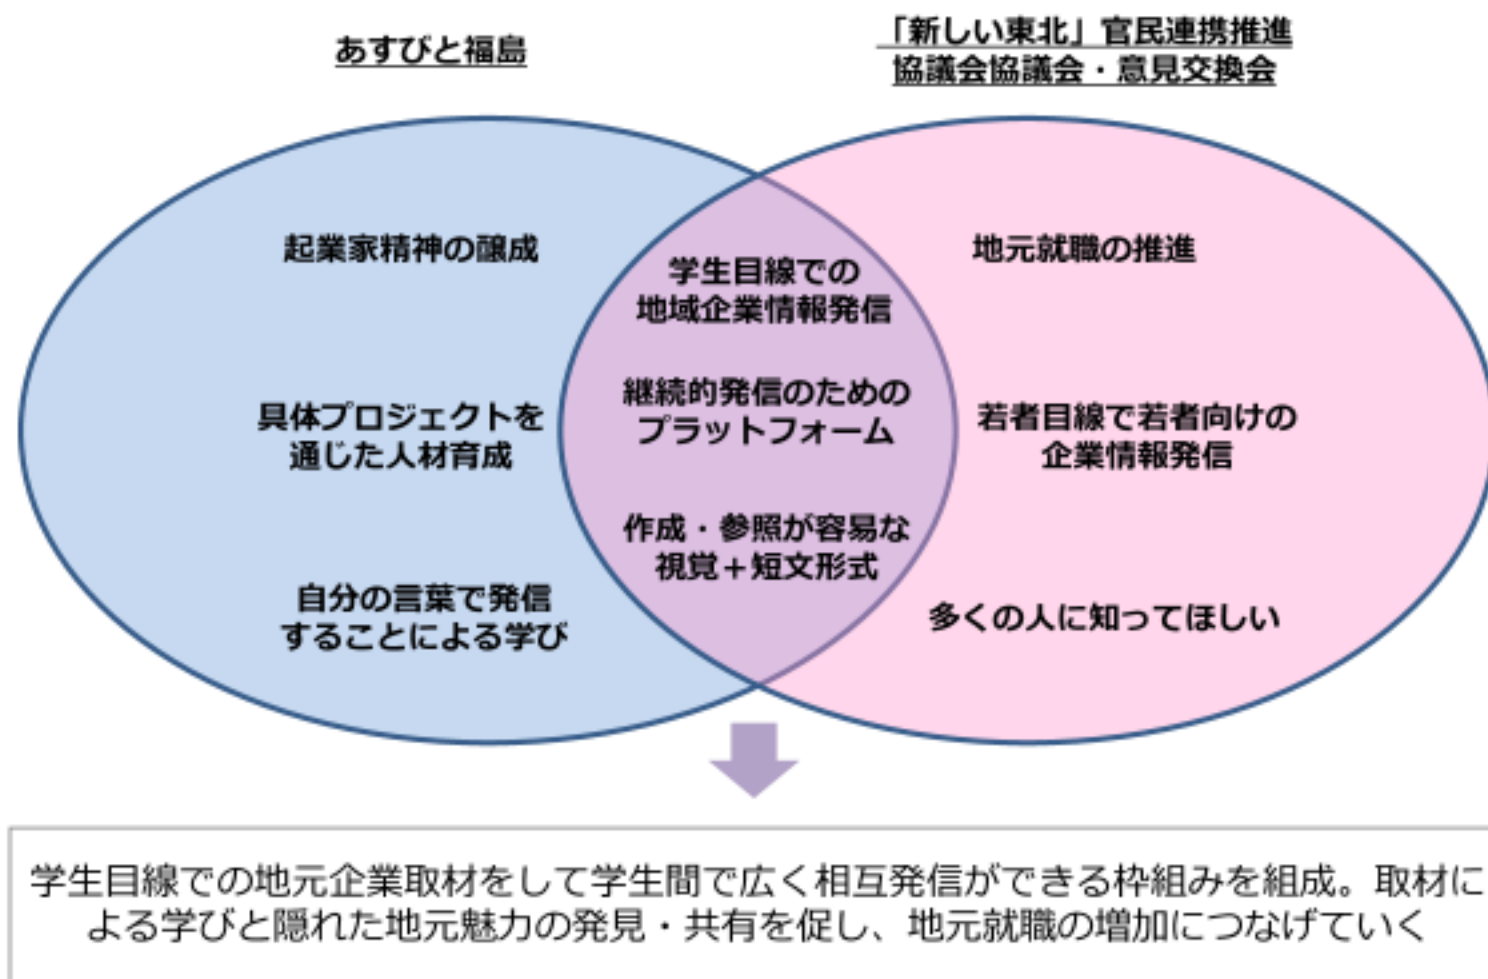 あすびと福島
「新しい東北」官民連携推進
協議会協議会・意見交換会
起業家精神の醸成
具体プロジェクトを
通じた人材育成
自分の言葉で発信
することによる学び
学生目線での
地域企業情報発信
継続的発信のための
プラットフォーム
作成・参照が容易な
視覚＋短文形式
地元就職の推進
若者目線で若者向けの
企業情報発信
多くの人に知ってほしい
学生目線での地元企業取材をして学生間で広く相互発信ができる枠組みを組成。取材に
よる学びと隠れた地元魅力の発見・共有を促し、地元就職の増加につなげていく